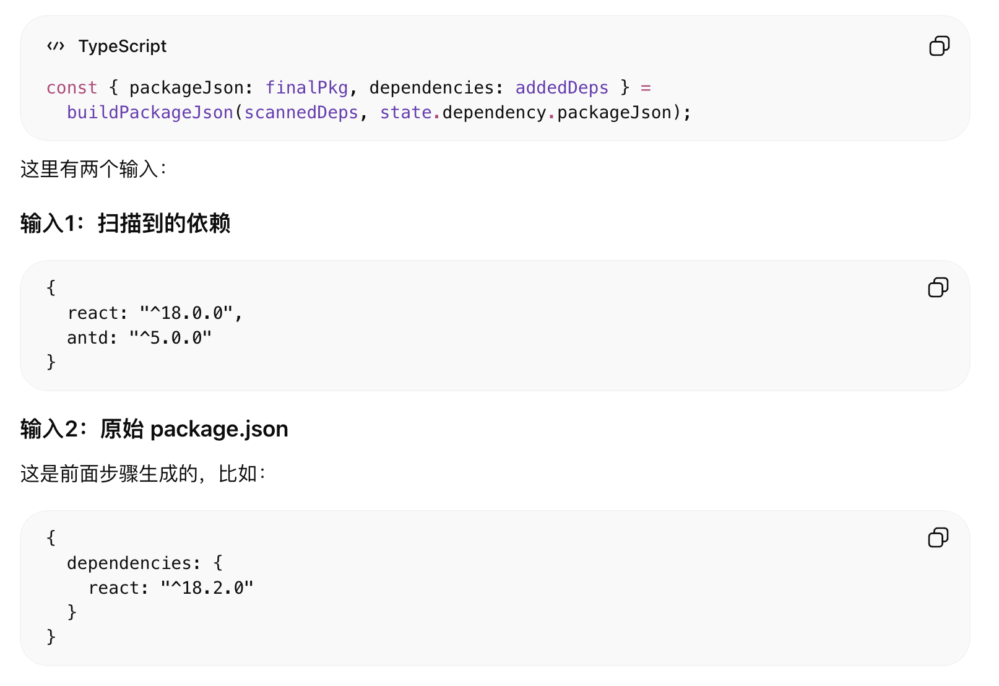 TypeScript
const { packageJson: finalPkg, dependencies: addedDeps } =
  buildPackageJson(scannedDeps, state.dependency.packageJson);
这里有两个输入：
输入1：扫描到的依赖
{
  react: "^18.0.0",
  antd: "^5.0.0"
}
输入2：原始 package.json
这是前面步骤生成的，比如：
{
  dependencies: {
    react: "^18.2.0"
  }
}